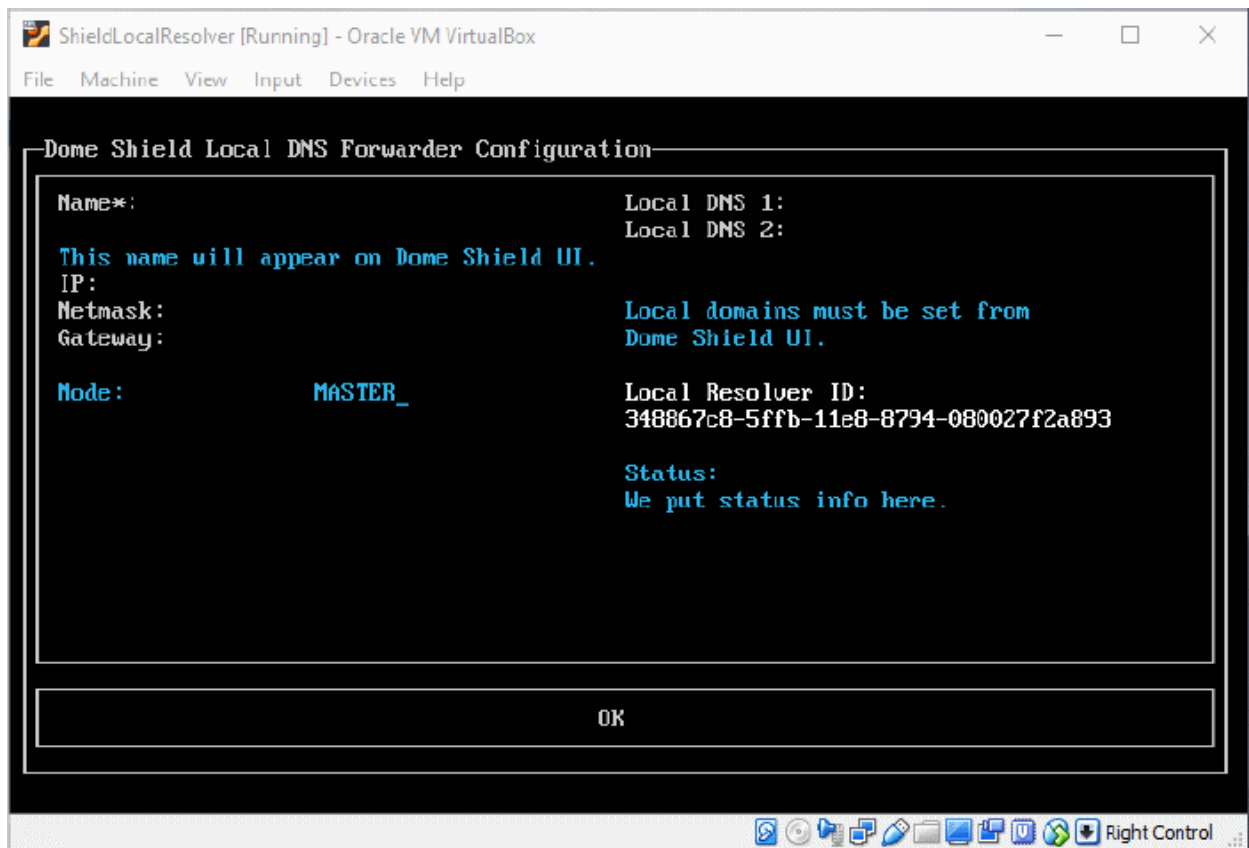 ShieldLocalResolver [Running] - Oracle VM VirtualBox
File Machine View Input Devices Help
Dome Shield Local DNS Forwarder Configuration
Name*:
This name will appear on Dome Shield UI.
IP:
Netmask:
Gateway:
Node: MASTER_
Local DNS 1:
Local DNS 2:
Local domains must be set from
Dome Shield UI.
Local Resolver ID:
348867c8-5ffb-11e8-8794-080027f2a893
Status:
We put status info here.
OK
Right Control